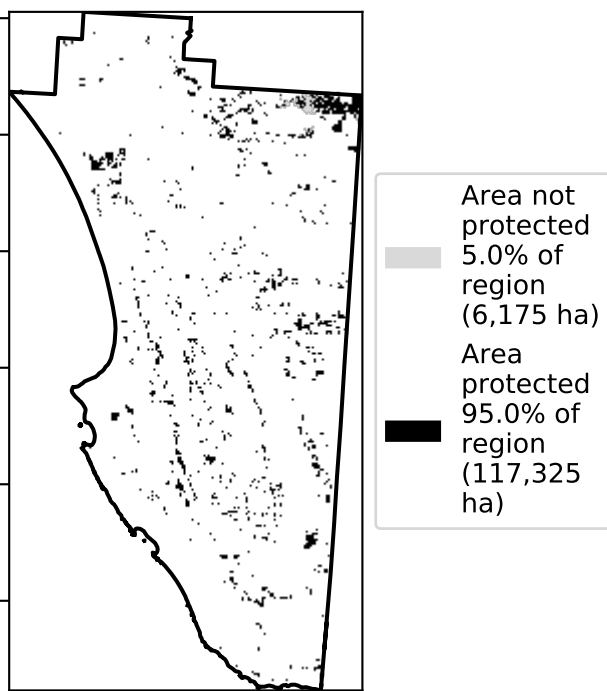 Area not
protected
5.0% of
region
(6,175 ha)
Area
protected
95.0% of
region
(117,325
ha)